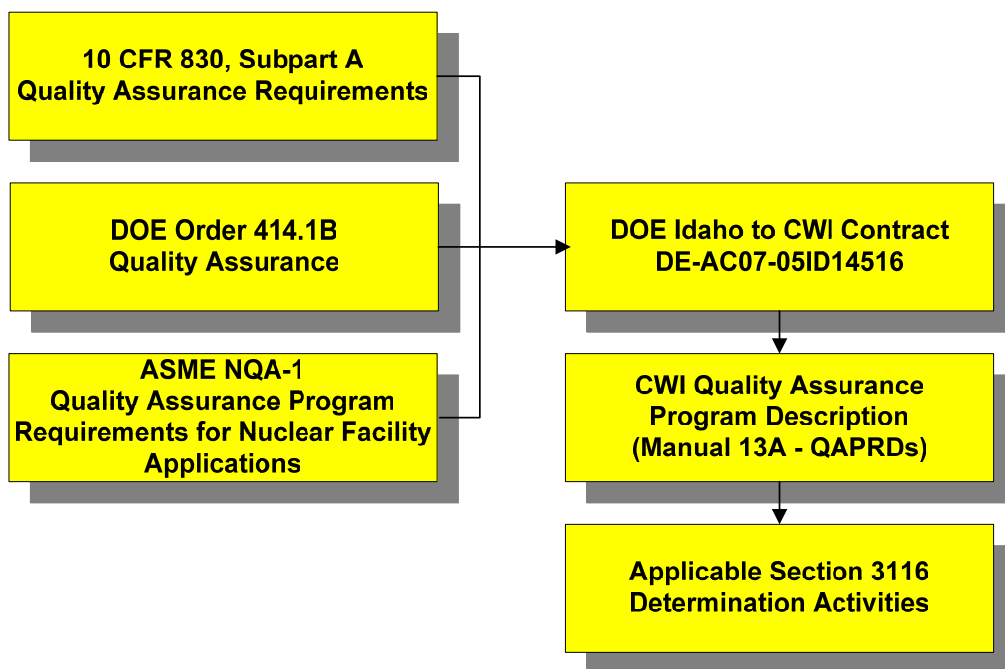 10 CFR 830, Subpart A
Quality Assurance Requirements
DOE Order 414.1B
Quality Assurance
ASME NQA-1
Quality Assurance Program
Requirements for Nuclear Facility
Applications
DOE Idaho to CWI Contract
DE-AC07-05ID14516
CWI Quality Assurance
Program Description
(Manual 13A - QAPRDs)
Applicable Section 3116
Determination Activities